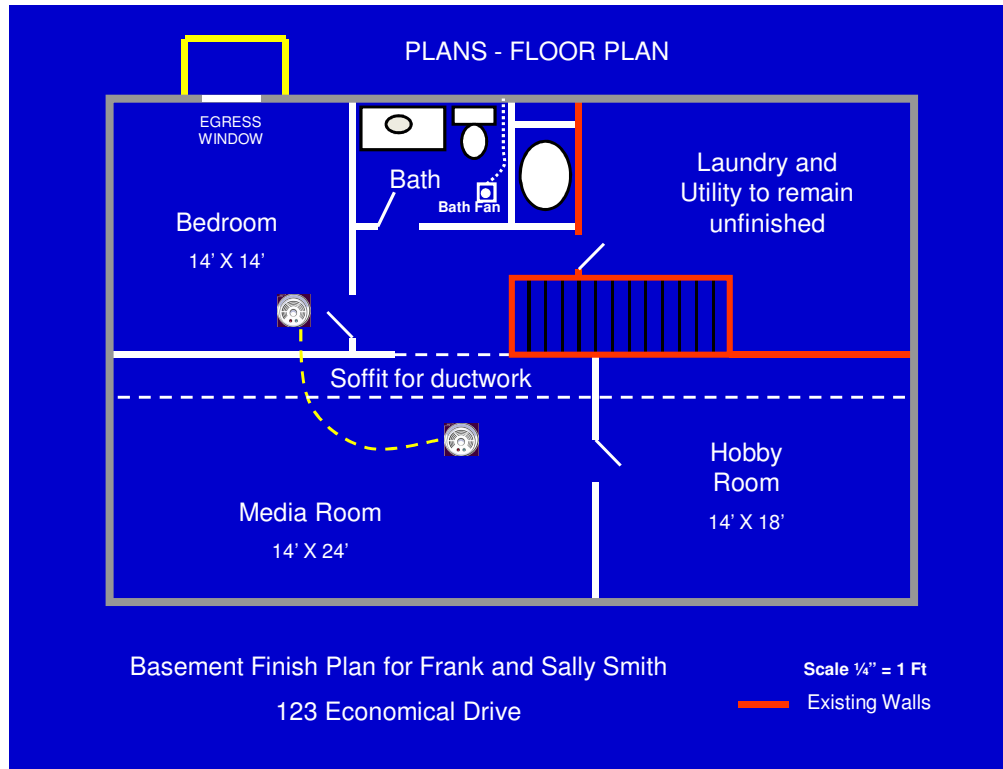 PLANS - FLOOR PLAN
EGRESS
WINDOW
Bath
Bath Fan
Laundry and
Utility to remain
unfinished
Bedroom
14’ X 14’
Soffit for ductwork
Hobby
Room
14’ X 18’
Media Room
14’ X 24’
Basement Finish Plan for Frank and Sally Smith
123 Economical Drive
Scale ¼” = 1 Ft
Existing Walls